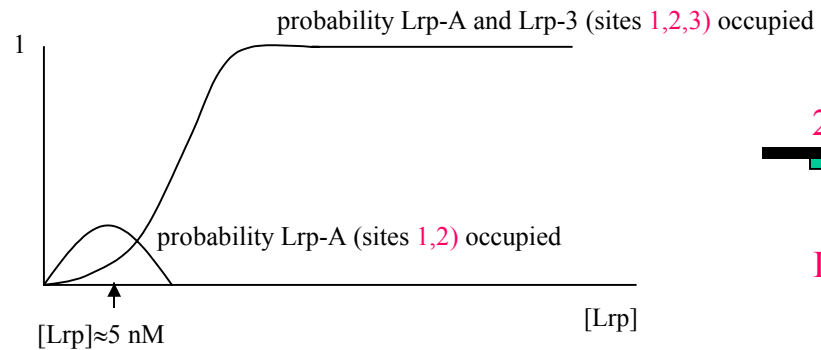 probability Lrp-A and Lrp-3 (sites 1,2,3) occupied
1
2
probability Lrp-A (sites 1,2) occupied
[Lrp]
[Lrp]≈5 nM